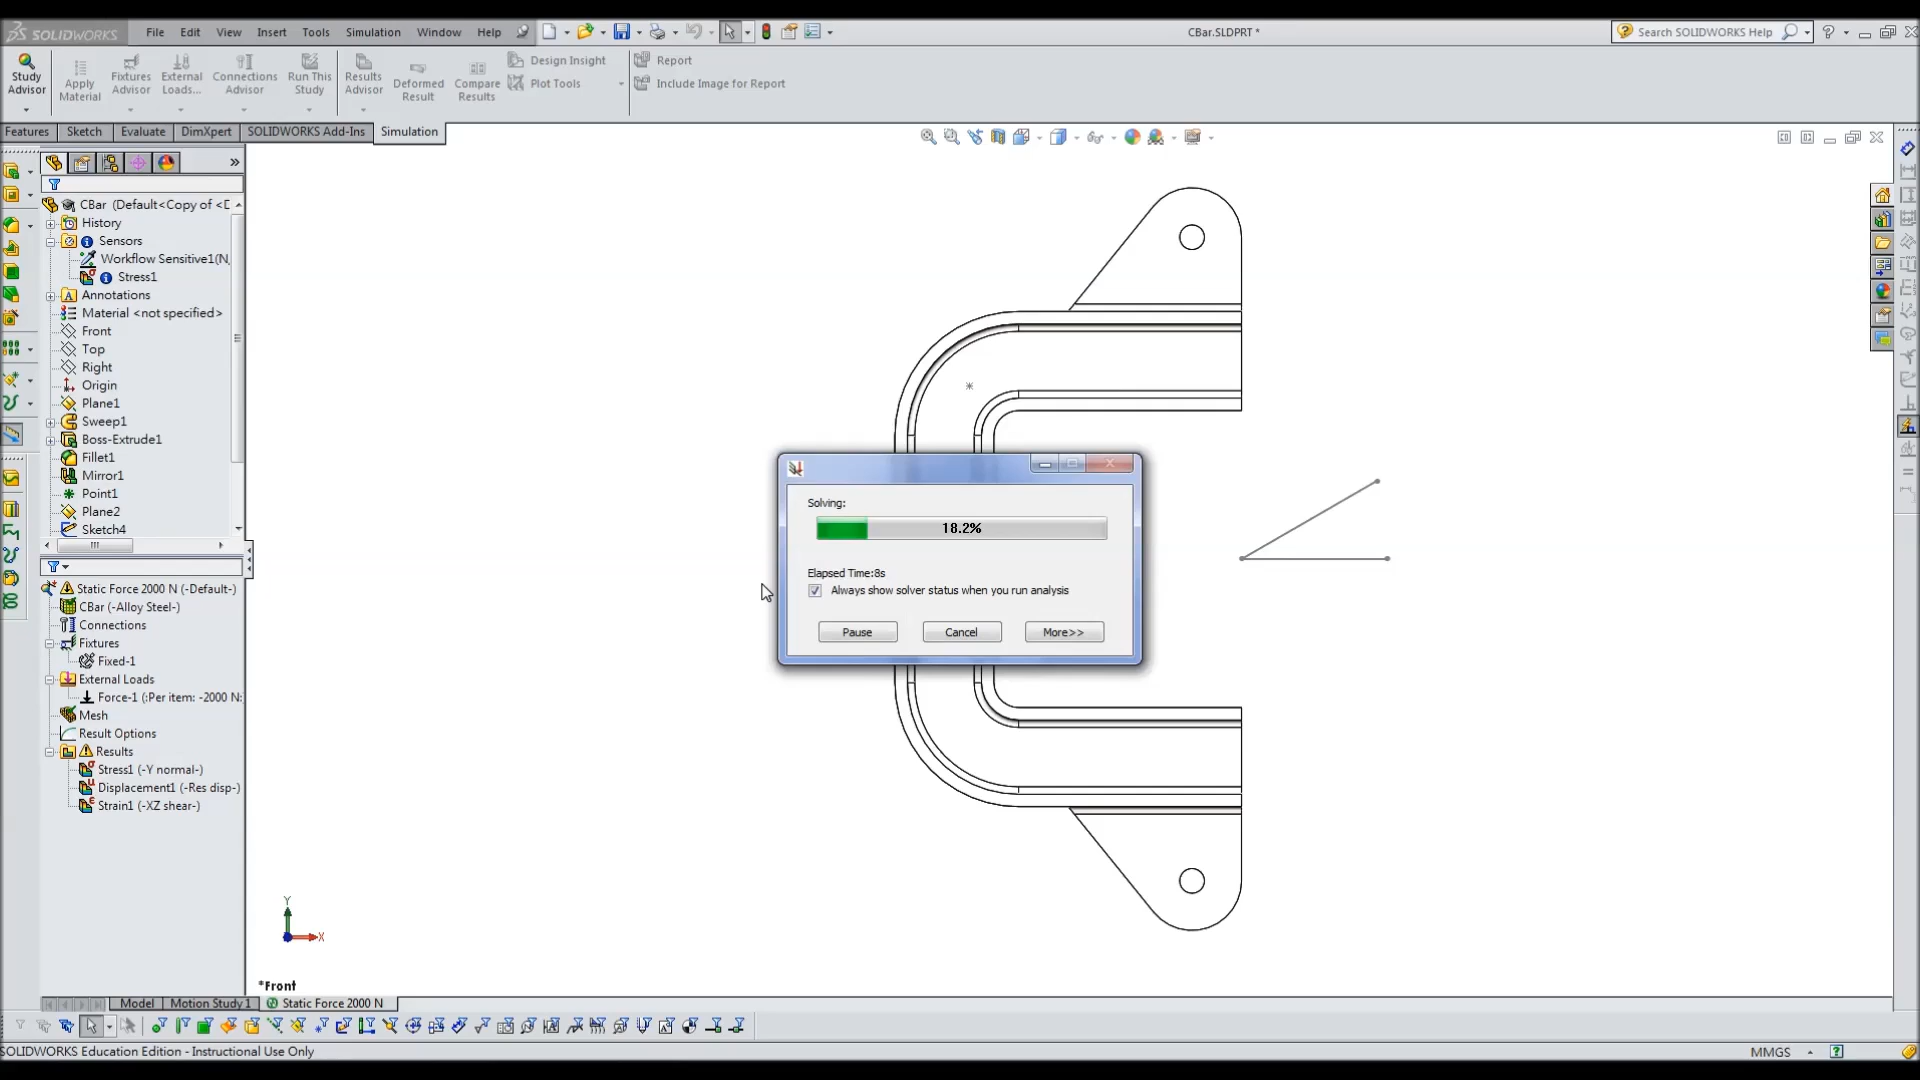 SOLIDWORKS File Edit View Insert Tools Simulation Window Help CBar.SLDPRT * Search SOLIDWORKS Help
Study Advisor
Apply Material
Fixtures Advisor
External Loads...
Connections Advisor
Run This Study
Results Advisor
Deformed Result
Compare Results
Design Insight
Plot Tools
Report
Include Image for Report
Features Sketch Evaluate DimXpert SOLIDWORKS Add-Ins Simulation
CBar (Default<Copy of <D
History
Sensors
Workflow Sensitive1(N,
Stress1
Annotations
Material <not specified>
Front
Top
Right
Origin
Plane1
Sweep1
Boss-Extrude1
Fillet1
Mirror1
Point1
Plane2
Sketch4
Static Force 2000 N (-Default-)
CBar (-Alloy Steel-)
Connections
Fixtures
Fixed-1
External Loads
Force-1 (:Per item: -2000 N:
Mesh
Result Options
Results
Stress1 (-Y normal-)
Displacement1 (-Res disp-)
Strain1 (-XZ shear-)
Solving:
18.2%
Elapsed Time:8s
Always show solver status when you run analysis
Pause Cancel More>>
Y
X
*Front
Model Motion Study 1 Static Force 2000 N
SOLIDWORKS Education Edition - Instructional Use Only MMGS